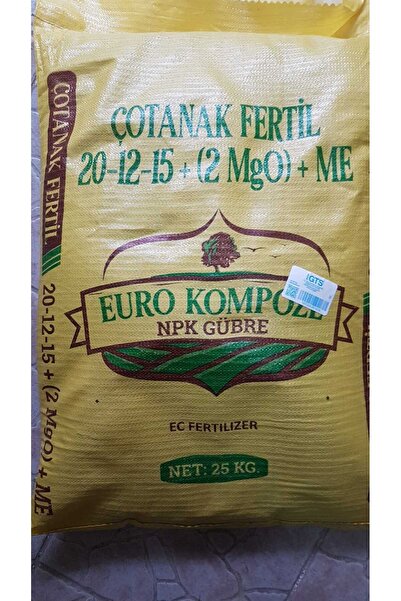 ÇOTANAK FERTİL
20-12-15 + (2 MgO) + ME
EURO KOMPOZE
NPK GÜBRE
EC FERTILIZER
NET: 25 KG
ÇOTANAK FERTİL
20-12-15 + (2 MgO) + ME
IGTS